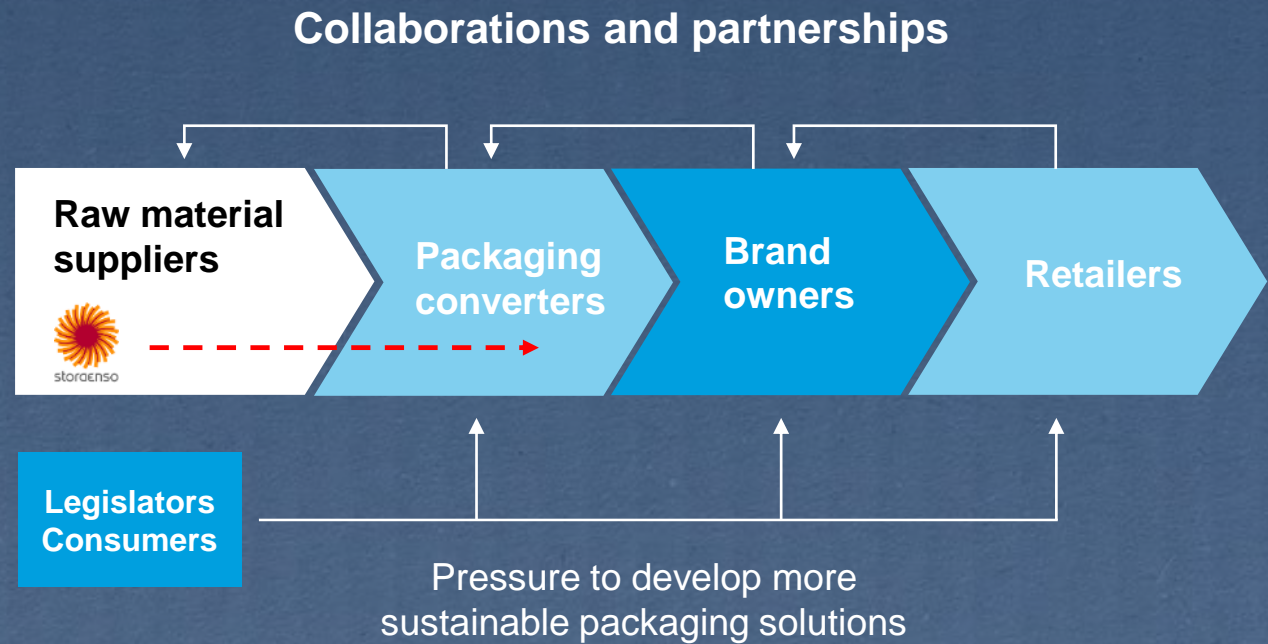 Collaborations and partnerships
Raw material
suppliers
storaenso
Packaging
converters
Brand
owners
Retailers
Legislators
Consumers
Pressure to develop more
sustainable packaging solutions